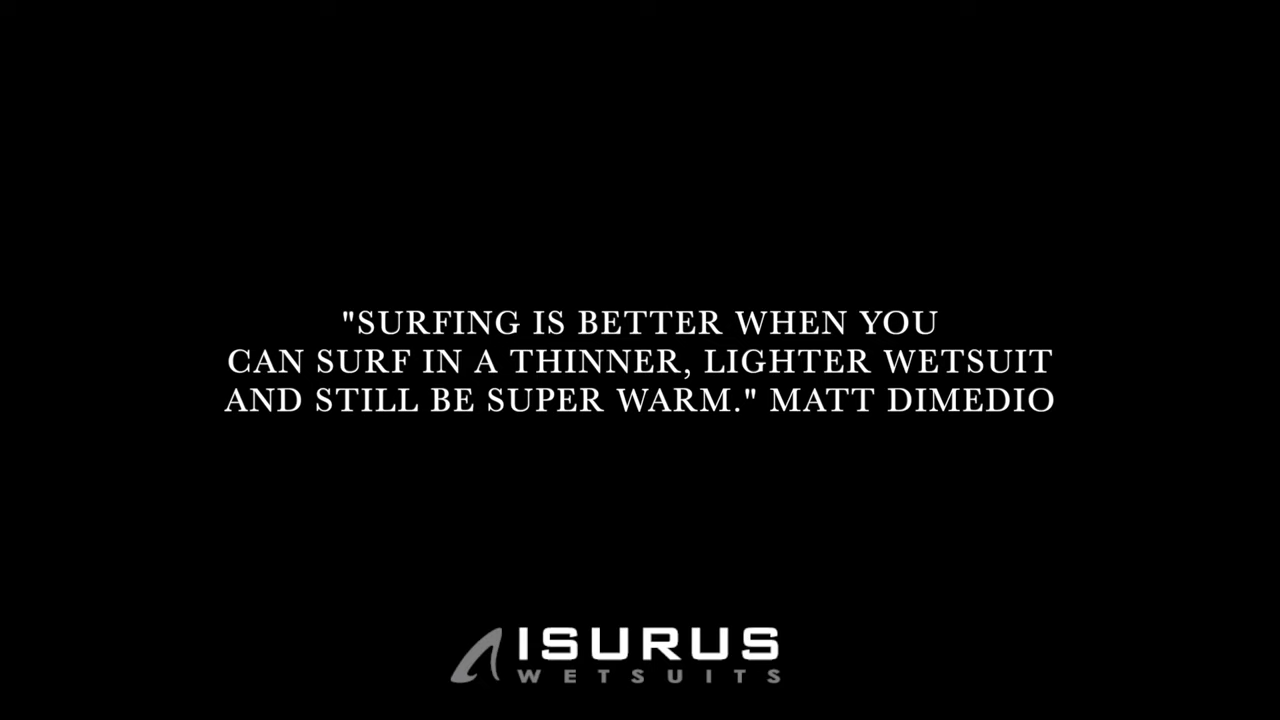 "SURFING IS BETTER WHEN YOU
CAN SURF IN A THINNER, LIGHTER WETSUIT
AND STILL BE SUPER WARM." MATT DIMEDIO
ISURUS
WETSUITS